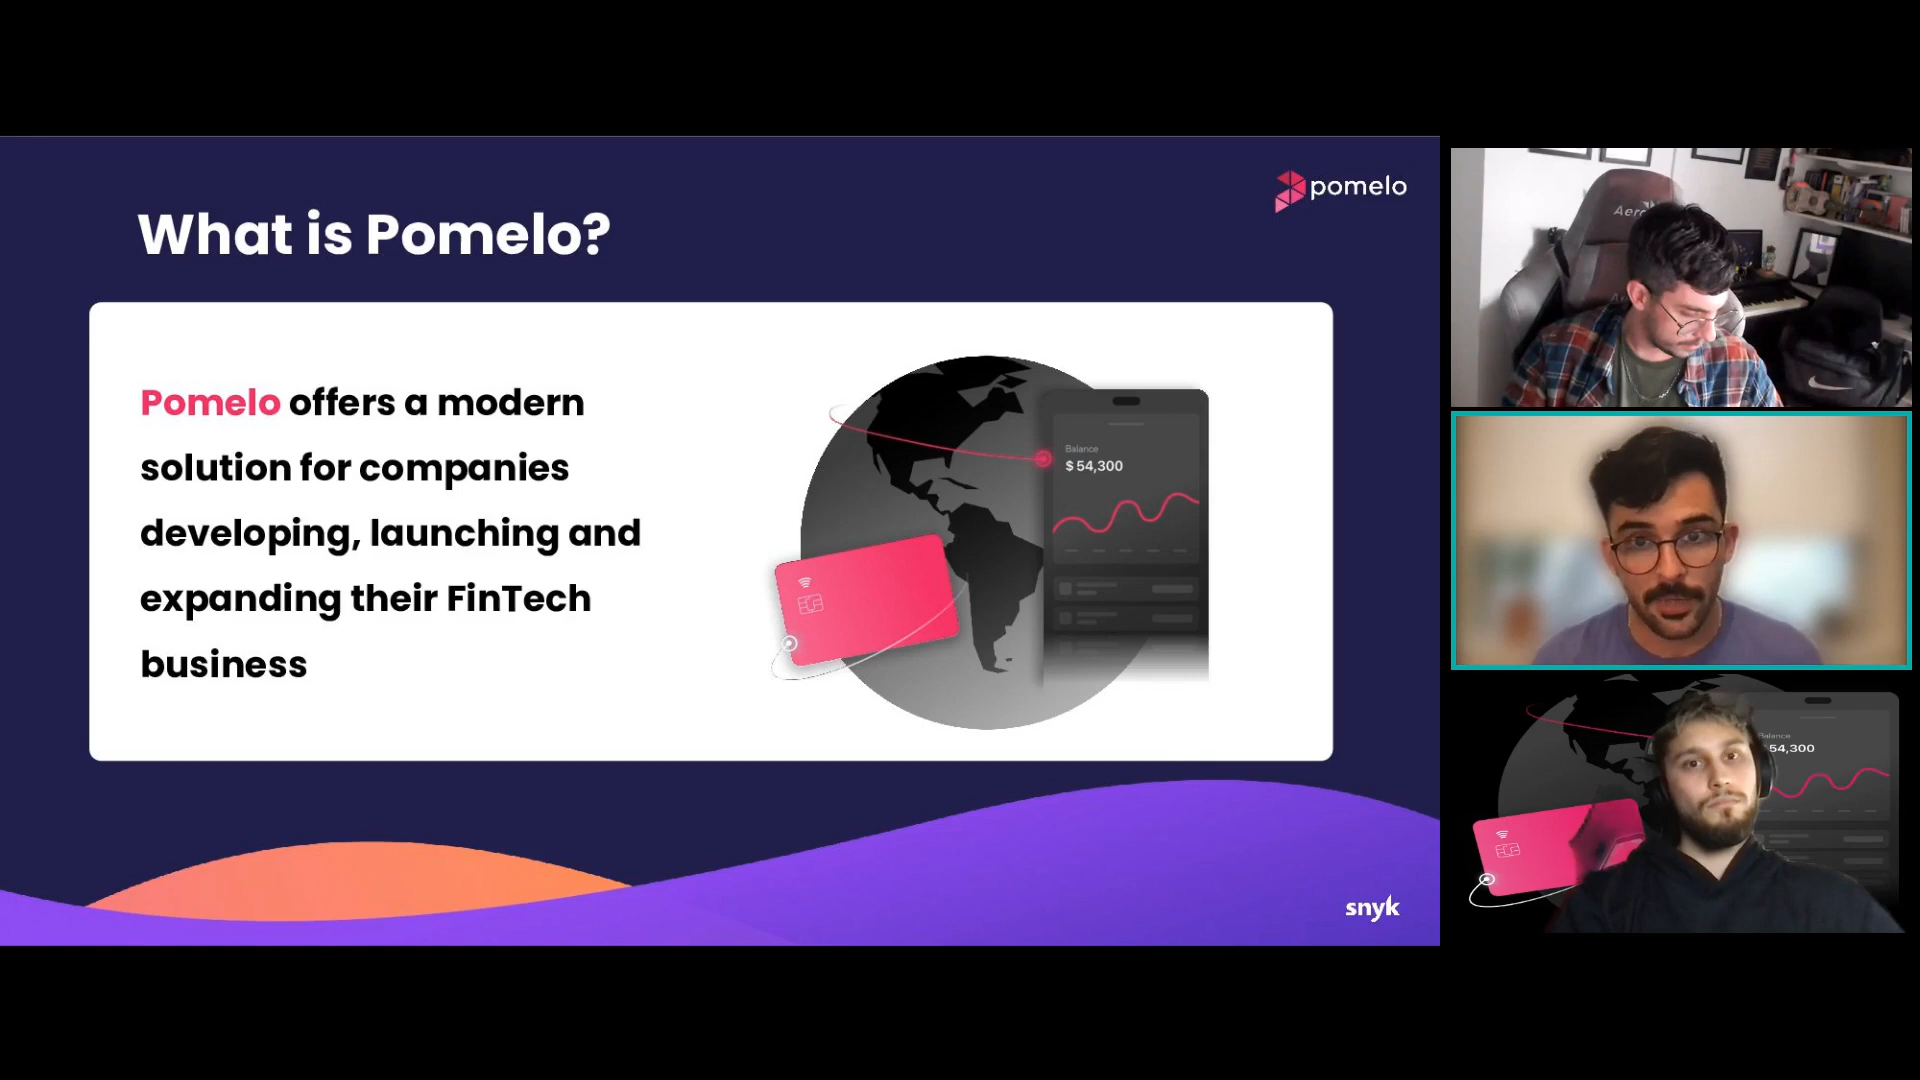 pomelo
What is Pomelo?
Pomelo offers a modern
solution for companies
developing, launching and
expanding their FinTech
business
Balance
$ 54,300
snyk
Balance
54,300